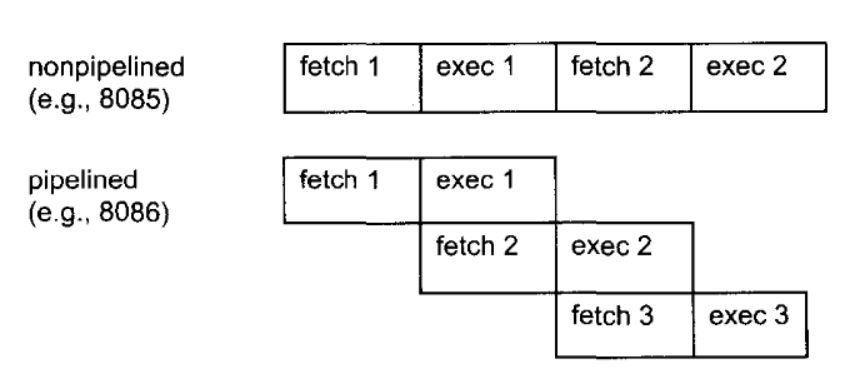 nonpipelined
(e.g., 8085)
fetch 1 exec 1 fetch 2 exec 2
pipelined
(e.g., 8086)
fetch 1 exec 1
fetch 2 exec 2
fetch 3 exec 3